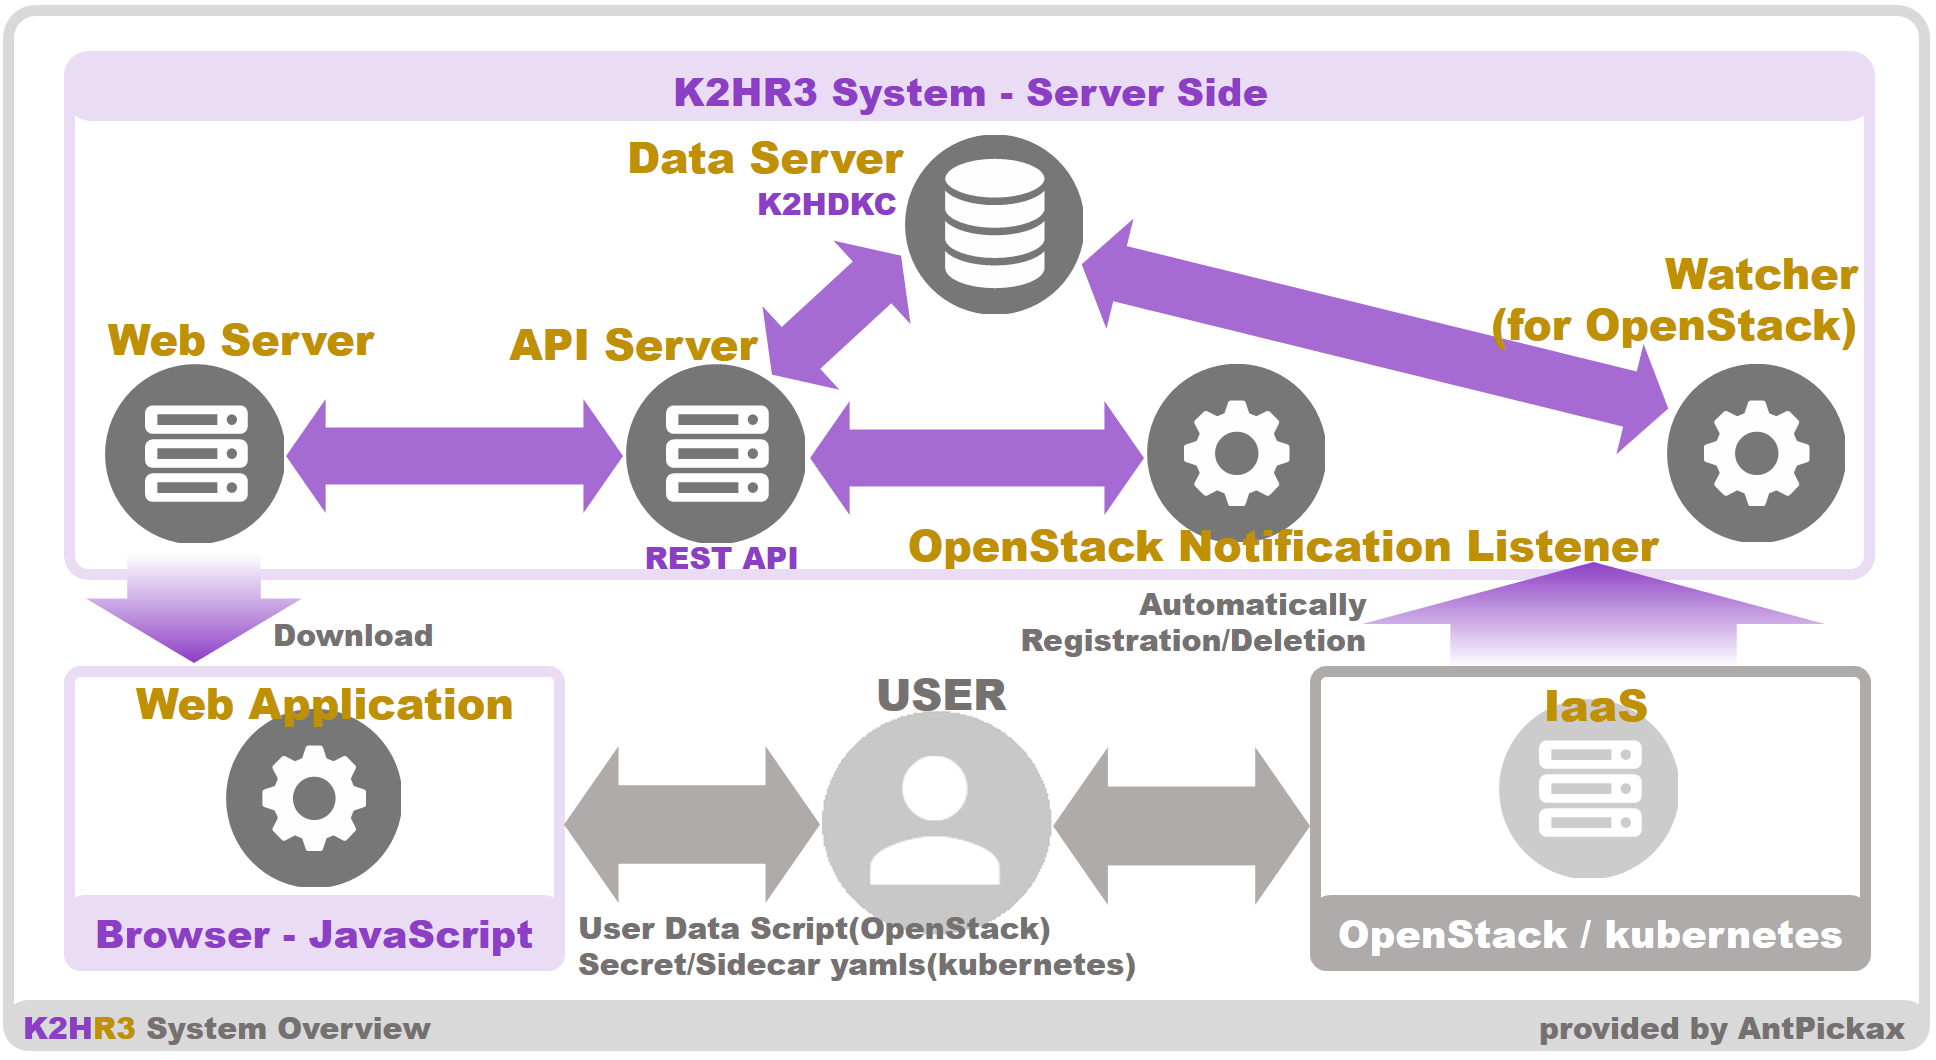 K2HR3 System - Server Side
Data Server
K2HDKC
Watcher
(for OpenStack)
Web Server
API Server
REST API
OpenStack Notification Listener
Download
Automatically
Registration/Deletion
Web Application
USER
IaaS
Browser - JavaScript
User Data Script(OpenStack)
Secret/Sidecar yamls(kubernetes)
OpenStack / kubernetes
K2HR3 System Overview
provided by AntPickax